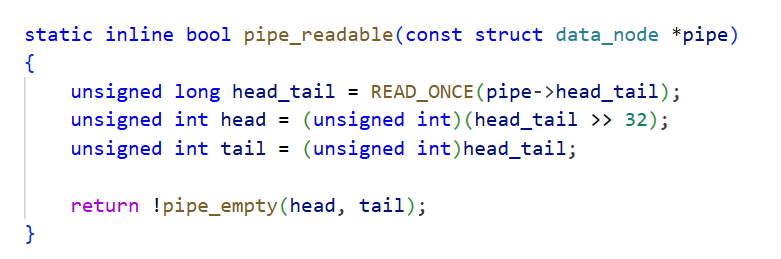 static inline bool pipe_readable(const struct data_node *pipe)
{
    unsigned long head_tail = READ_ONCE(pipe->head_tail);
    unsigned int head = (unsigned int)(head_tail >> 32);
    unsigned int tail = (unsigned int)head_tail;

    return !pipe_empty(head, tail);
}